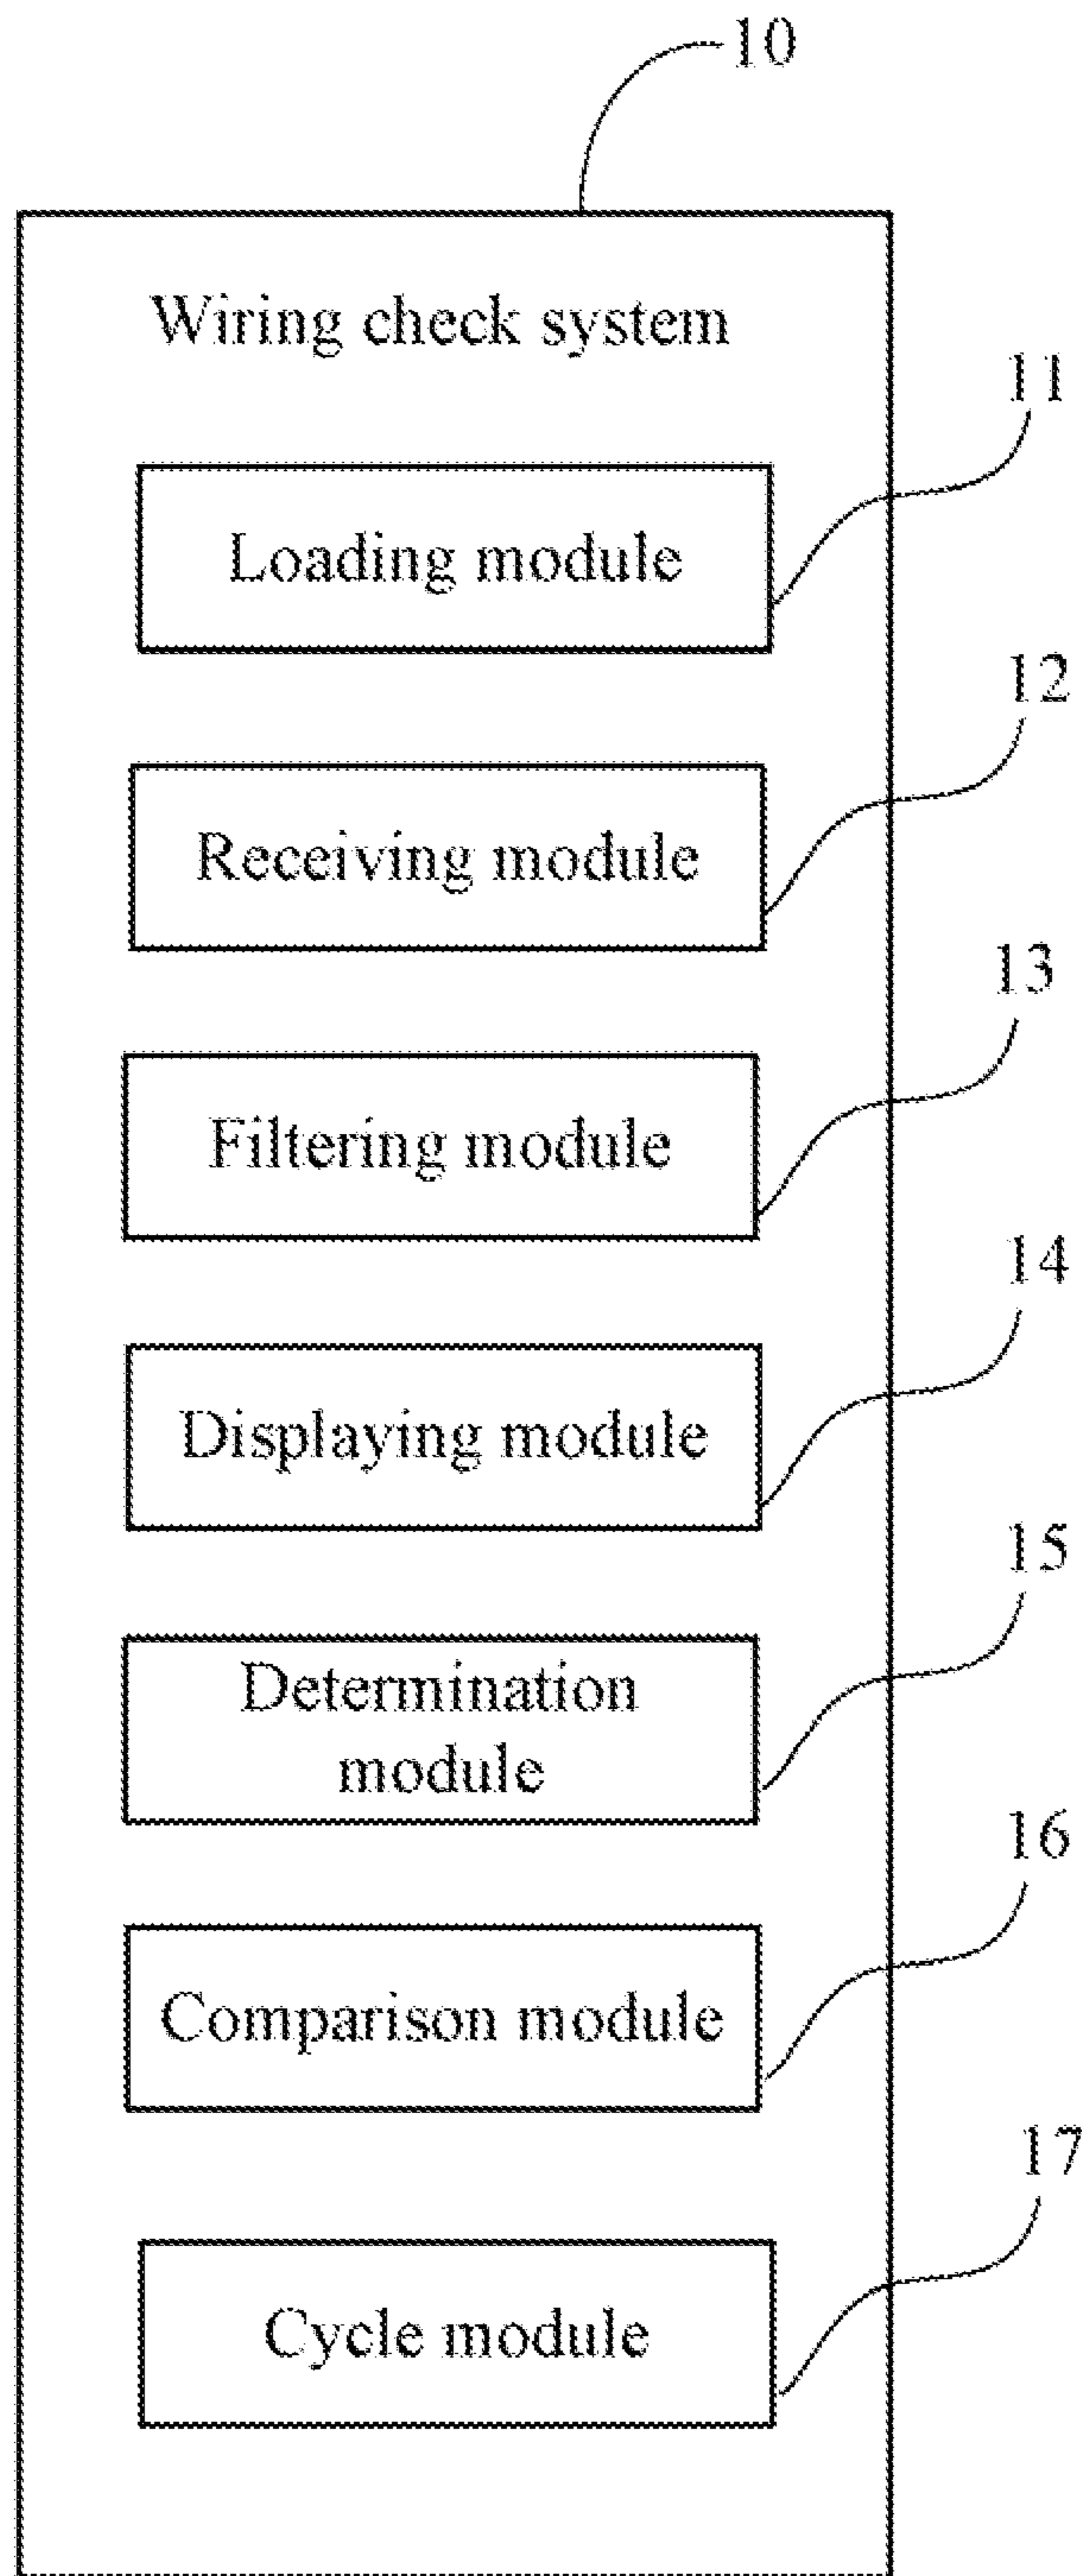 10
Wiring check system
11
Loading module
12
Receiving module
13
Filtering module
14
Displaying module
15
Determination
module
16
Comparison module
17
Cycle module